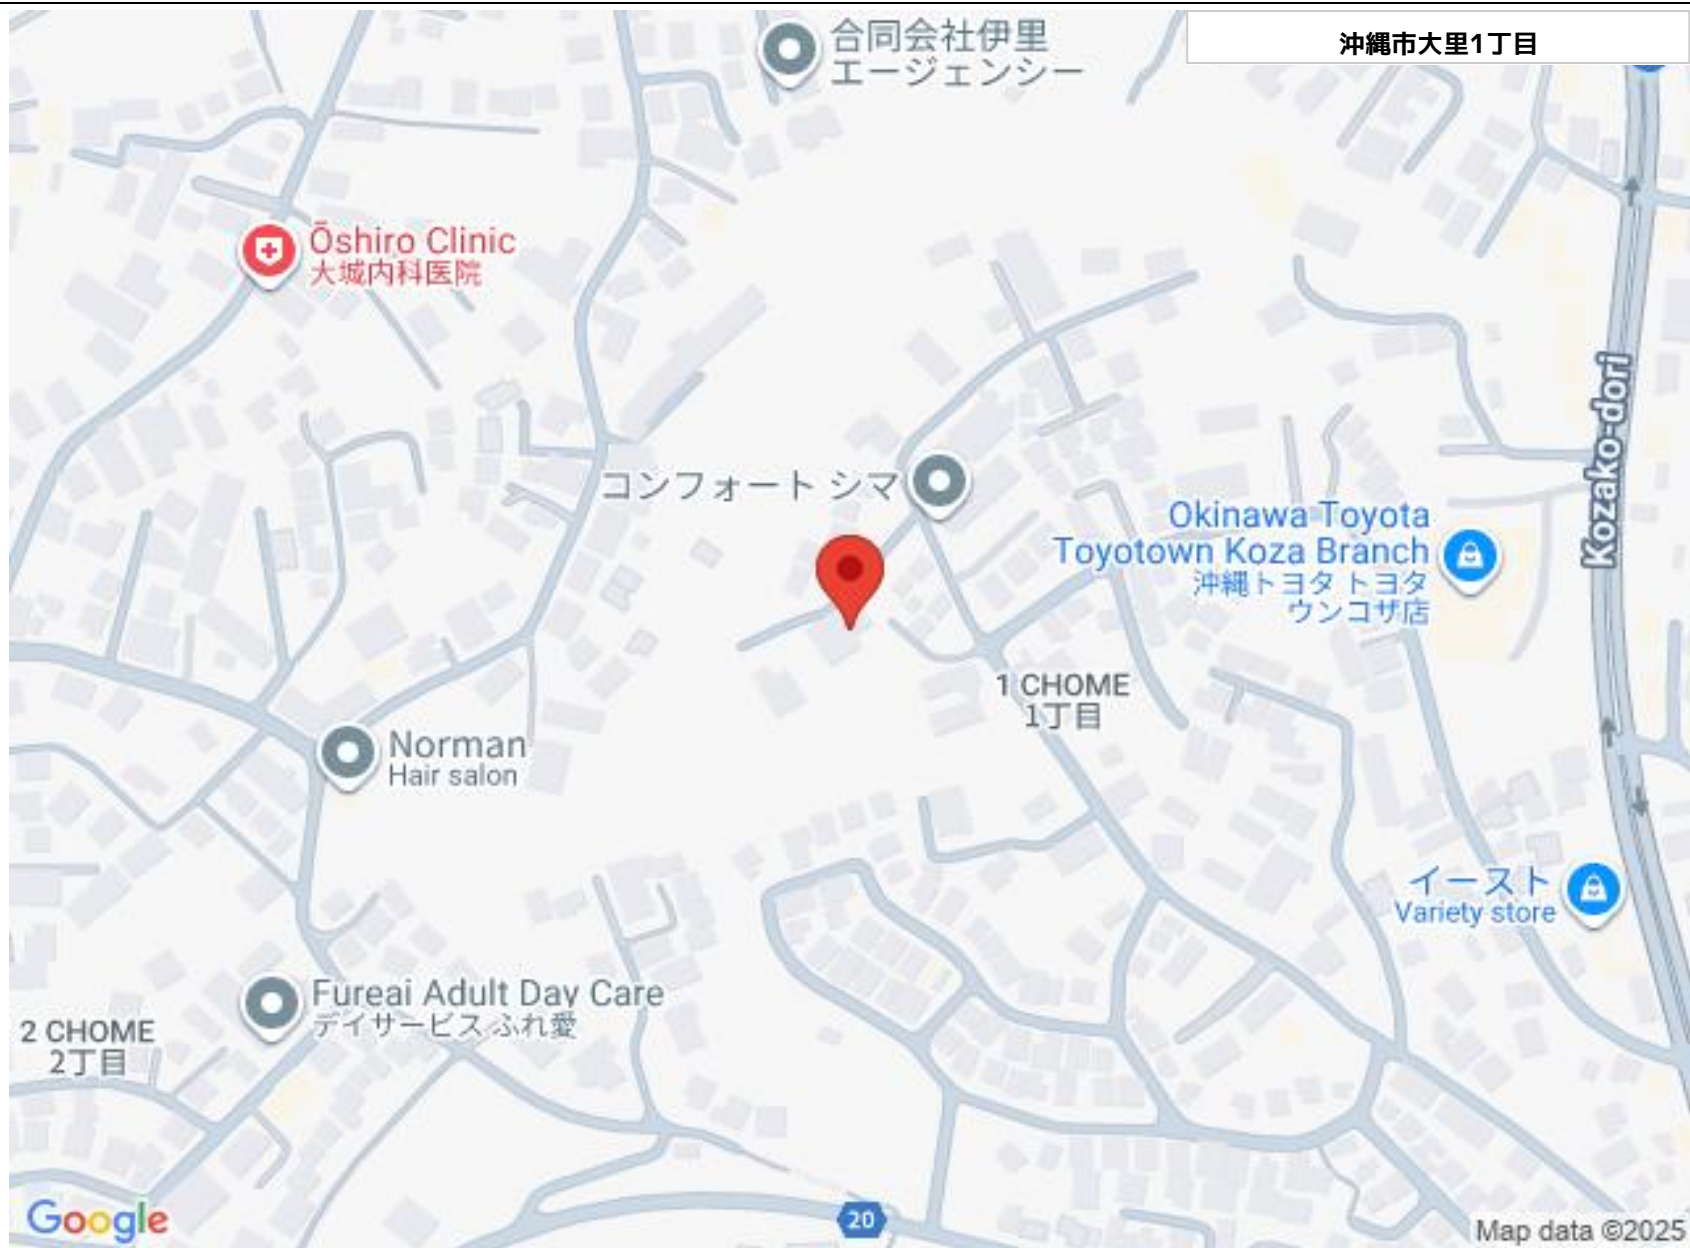 沖縄市大里1丁目
合同会社伊里
エージェンシー
Ōshiro Clinic
大城内科医院
Kozako-dori
コンフォート シマ
Okinawa Toyota
Toyotown Koza Branch
沖縄トヨタ トヨタ
ウンコザ店
1 CHOME
1丁目
Norman
Hair salon
イースト
Variety store
Fureai Adult Day Care
デイサービス ふれ愛
2 CHOME
2丁目
20
Google
Map data ©2025